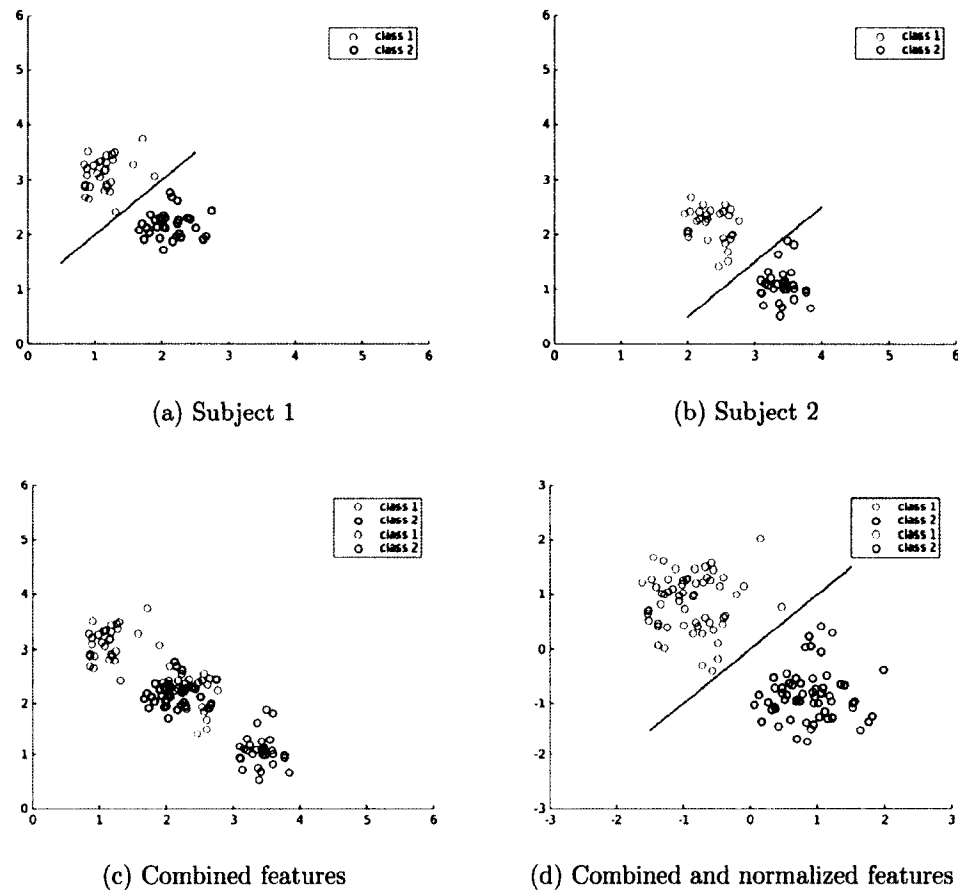 6
5
4
3
2
1
0
0 1 2 3 4 5 6
class 1
class 2
(a) Subject 1
6
5
4
3
2
1
0
0 1 2 3 4 5 6
class 1
class 2
(b) Subject 2
6
5
4
3
2
1
0
0 1 2 3 4 5 6
class 1
class 2
class 1
class 2
(c) Combined features
3
2
1
0
-1
-2
-3
-3 -2 -1 0 1 2 3
class 1
class 2
class 1
class 2
(d) Combined and normalized features